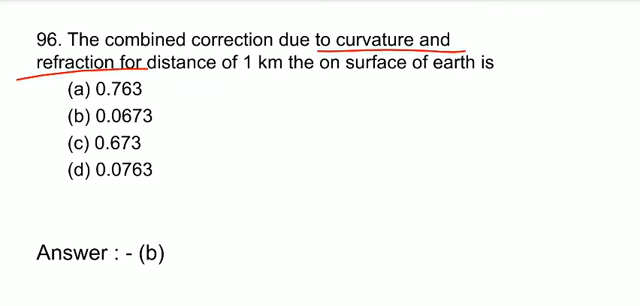 96. The combined correction due to curvature and
refraction for distance of 1 km the on surface of earth is
(a) 0.763
(b) 0.0673
(c) 0.673
(d) 0.0763
Answer : - (b)